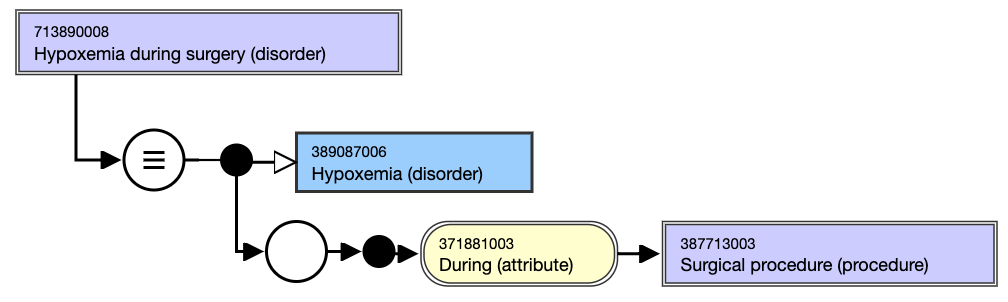 713890008
Hypoxemia during surgery (disorder)
389087006
Hypoxemia (disorder)
371881003
During (attribute)
387713003
Surgical procedure (procedure)